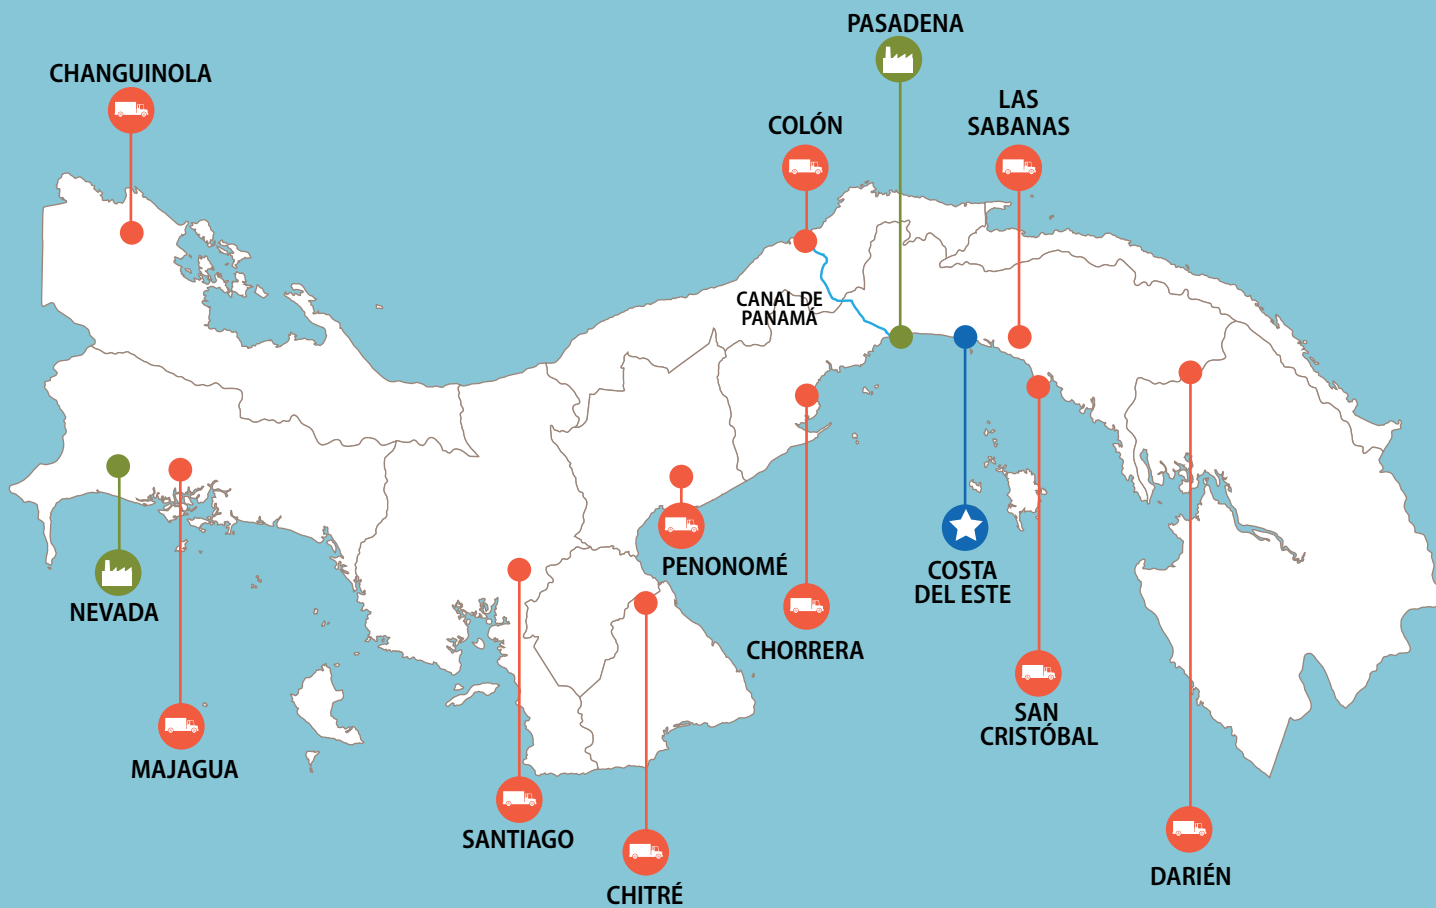 PASADENA
CHANGUINOLA
LAS
SABANAS
COLÓN
CANAL DE
PANAMÁ
PENONOMÉ
COSTA
DEL ESTE
NEVADA
CHORRERA
SAN
CRISTÓBAL
MAJAGUA
SANTIAGO
DARIÉN
CHITRÉ